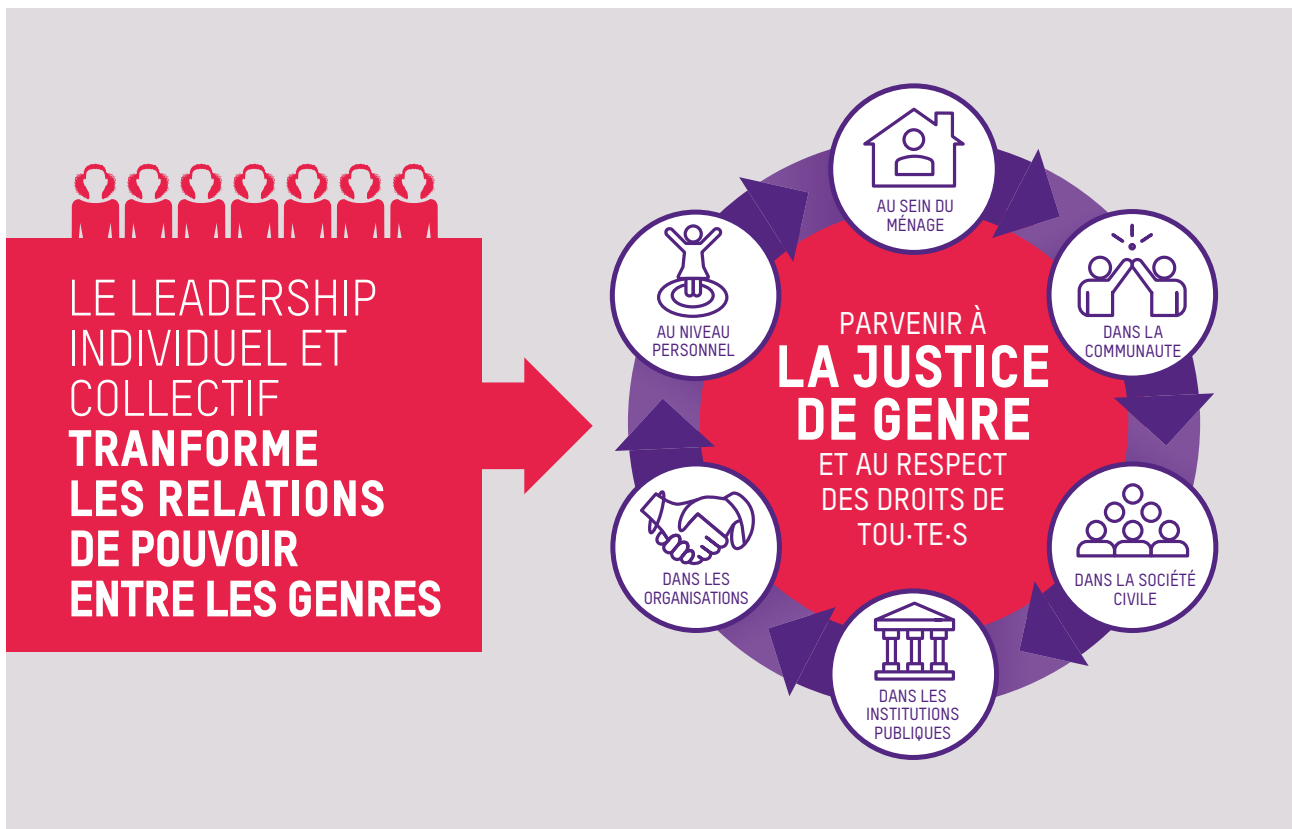 LE LEADERSHIP
INDIVIDUEL ET
COLLECTIF
TRANFORME
LES RELATIONS
DE POUVOIR
ENTRE LES GENRES
AU SEIN DU
MÉNAGE
DANS LA
COMMUNAUTE
DANS LA SOCIÉTÉ
CIVILE
DANS LES
INSTITUTIONS
PUBLIQUES
DANS LES
ORGANISATIONS
AU NIVEAU
PERSONNEL
PARVENIR À
LA JUSTICE
DE GENRE
ET AU RESPECT
DES DROITS DE
TOU·TE·S